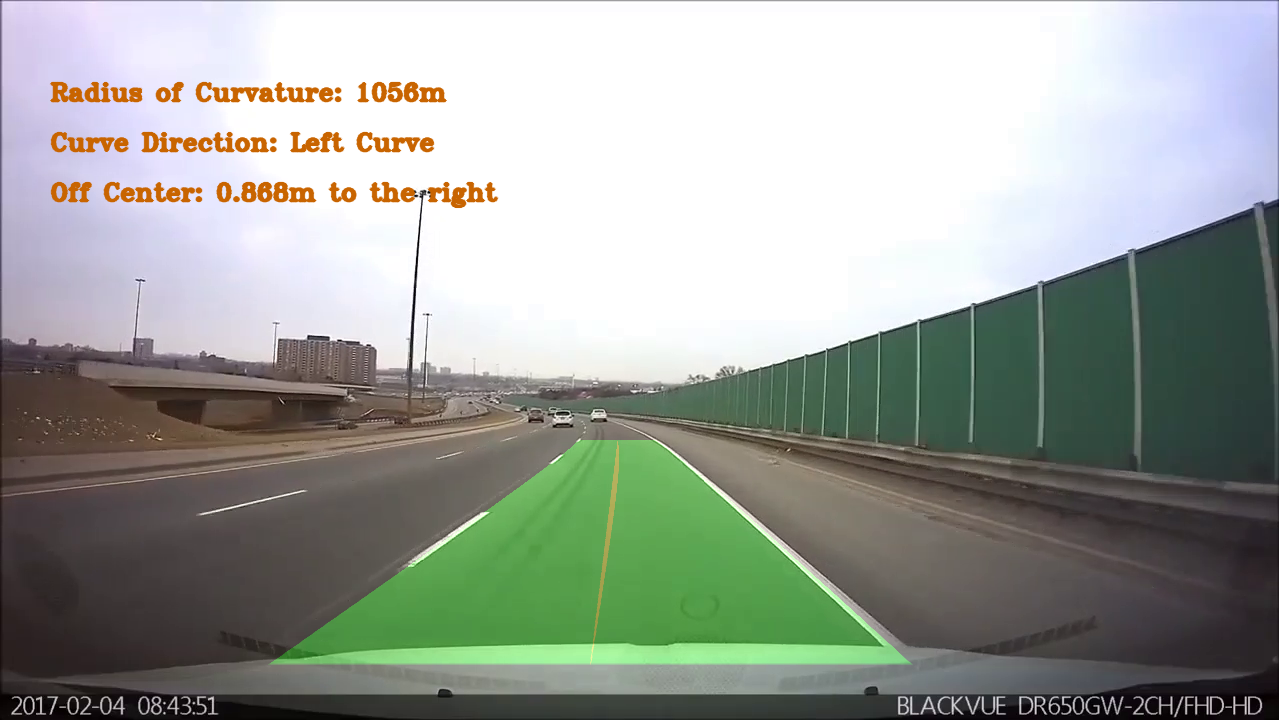 Radius of Curvature: 1056m
Curve Direction: Left Curve
Off Center: 0.868m to the right
2017-02-04 08:43:51
BLACKVUE DR650GW-2CH/FHD-HD